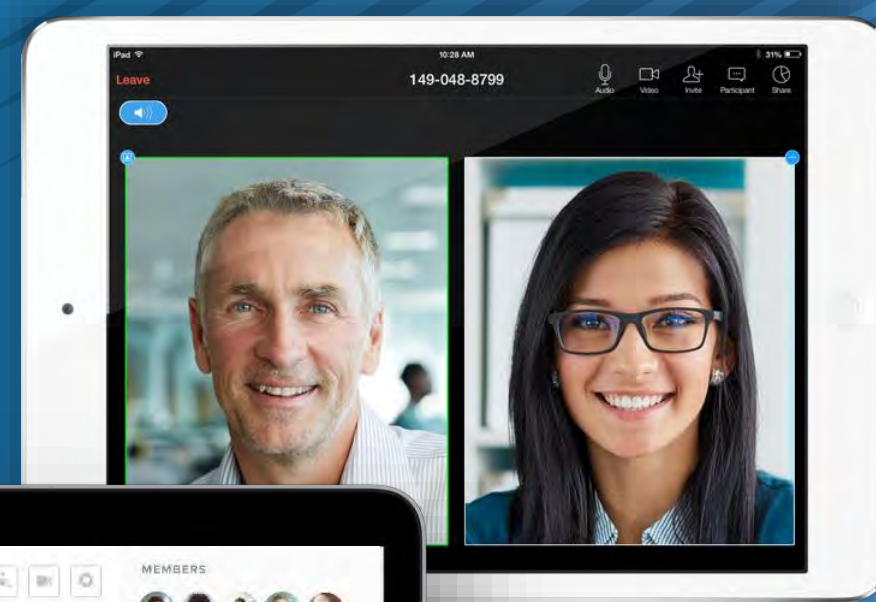 iPad
10:28 AM
31%
Leave
149-048-8799
Audio
Video
Invite
Participant
Share
MEMBERS